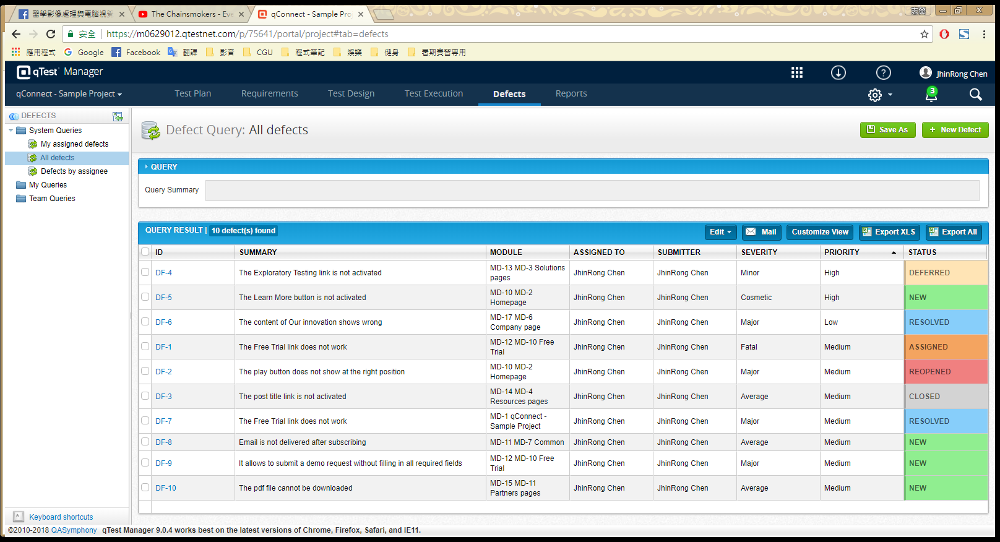 醫學影像處理與電腦視覺
The Chainsmokers - Eve
qConnect - Sample Pro
志榮
安全 https://m0629012.qtestnet.com/p/75641/portal/project#tab=defects
應用程式 Google Facebook 翻譯 影音 CGU 程式筆記 娛樂 健身 暑期實習專用
qTest Manager
JhinRong Chen
qConnect - Sample Project Test Plan Requirements Test Design Test Execution Defects Reports 3
DEFECTS
System Queries
My assigned defects
All defects
Defects by assignee
My Queries
Team Queries
Defect Query: All defects
Save As + New Defect
QUERY
Query Summary
QUERY RESULT | 10 defect(s) found
Edit Mail Customize View Export XLS Export All
ID SUMMARY MODULE ASSIGNED TO SUBMITTER SEVERITY PRIORITY STATUS
DF-4 The Exploratory Testing link is not activated MD-13 MD-3 Solutions pages JhinRong Chen JhinRong Chen Minor High DEFERRED
DF-5 The Learn More button is not activated MD-10 MD-2 Homepage JhinRong Chen JhinRong Chen Cosmetic High NEW
DF-6 The content of Our innovation shows wrong MD-17 MD-6 Company page JhinRong Chen JhinRong Chen Major Low RESOLVED
DF-1 The Free Trial link does not work MD-12 MD-10 Free Trial JhinRong Chen JhinRong Chen Fatal Medium ASSIGNED
DF-2 The play button does not show at the right position MD-10 MD-2 Homepage JhinRong Chen JhinRong Chen Major Medium REOPENED
DF-3 The post title link is not activated MD-14 MD-4 Resources pages JhinRong Chen JhinRong Chen Average Medium CLOSED
DF-7 The Free Trial link does not work MD-1 qConnect - Sample Project JhinRong Chen JhinRong Chen Major Medium RESOLVED
DF-8 Email is not delivered after subscribing MD-11 MD-7 Common JhinRong Chen JhinRong Chen Average Medium NEW
DF-9 It allows to submit a demo request without filling in all required fields MD-12 MD-10 Free Trial JhinRong Chen JhinRong Chen Major Medium NEW
DF-10 The pdf file cannot be downloaded MD-15 MD-11 Partners pages JhinRong Chen JhinRong Chen Average Medium NEW
Keyboard shortcuts
©2010-2018 QASymphony qTest Manager 9.0.4 works best on the latest versions of Chrome, Firefox, Safari, and IE11.